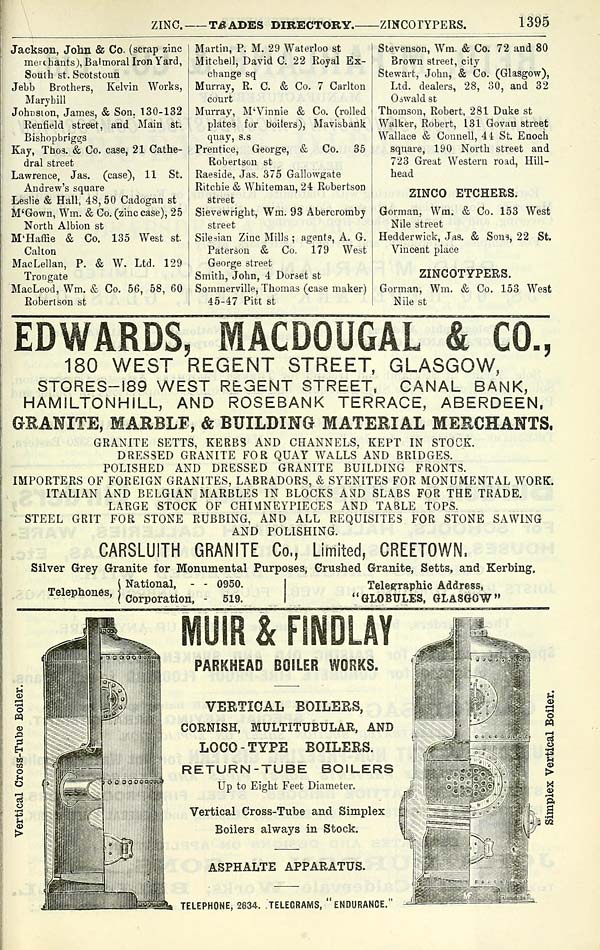 ZINC.——TRADES DIRECTORY.——ZINCOTYPERS. 1395
Jackson, John & Co. (scrap zinc
merchants), Balmoral Iron Yard,
South st. Scotstoun
Jebb Brothers, Kelvin Works,
Maryhill
Johnston, James, & Son, 130-132
Renfield street, and Main st.
Bishopbriggs
Kay, Thos. & Co. case, 21 Cathe-
dral street
Lawrence, Jas. (case), 11 St.
Andrew's square
Leslie & Hall, 48, 50 Cadogan st
M'Gown, Wm. & Co. (zinc case), 25
North Albion st
M'Haffie & Co. 135 West st.
Calton
MacLellan, P. & W. Ltd. 129
Trongate
MacLeod, Wm. & Co. 56, 58, 60
Robertson st
Martin, P. M. 29 Waterloo st
Mitchell, David C. 22 Royal Ex-
change sq
Murray, R. C. & Co. 7 Carlton
court
Murray, M'Vinnie & Co. (rolled
plates for boilers), Mavisbank
quay, s.s
Prentice, George, & Co. 35
Robertson st
Raeside, Jas. 375 Gallowgate
Ritchie & Whiteman, 24 Robertson
street
Sievewright, Wm. 93 Abercromby
street
Silesian Zinc Mills; agents, A. G.
Paterson & Co. 179 West
George street
Smith, John, 4 Dorset st
Sommerville, Thomas (case maker)
45-47 Pitt st
Stevenson, Wm. & Co. 72 and 80
Brown street, city
Stewart, John, & Co. (Glasgow),
Ltd. dealers, 28, 30, and 32
Oswald st
Thomson, Robert, 281 Duke st
Walker, Robert, 131 Govan street
Wallace & Connell, 44 St. Enoch
square, 190 North street and
723 Great Western road, Hill-
head
ZINCO ETCHERS.
Gorman, Wm. & Co. 153 West
Nile street
Hedderwick, Jas. & Sons, 22 St.
Vincent place
ZINCOTYPERS.
Gorman, Wm. & Co. 153 West
Nile st
EDWARDS, MACDOUGAL & CO.,
180 WEST REGENT STREET, GLASGOW,
STORES—189 WEST REGENT STREET, CANAL BANK,
HAMILTONHILL, AND ROSEBANK TERRACE, ABERDEEN,
GRANITE, MARBLE, & BUILDING MATERIAL MERCHANTS.
GRANITE SETTS, KERBS AND CHANNELS, KEPT IN STOCK.
DRESSED GRANITE FOR QUAY WALLS AND BRIDGES.
POLISHED AND DRESSED GRANITE BUILDING FRONTS.
IMPORTERS OF FOREIGN GRANITES, LABRADORS, & SYENITES FOR MONUMENTAL WORK.
ITALIAN AND BELGIAN MARBLES IN BLOCKS AND SLABS FOR THE TRADE.
LARGE STOCK OF CHIMNEYPIECES AND TABLE TOPS.
STEEL GRIT FOR STONE RUBBING, AND ALL REQUISITES FOR STONE SAWING
AND POLISHING.
CARSLUITH GRANITE Co., Limited, CREETOWN.
Silver Grey Granite for Monumental Purposes, Crushed Granite, Setts, and Kerbing.
Telephones, { National, - - 0950.
Corporation, - 519.
Telegraphic Address,
"GLOBULES, GLASGOW"
MUIR & FINDLAY
PARKHEAD BOILER WORKS.
VERTICAL BOILERS,
CORNISH, MULTITUBULAR, AND
LOCO-TYPE BOILERS.
RETURN-TUBE BOILERS
Up to Eight Feet Diameter.
Vertical Cross-Tube and Simplex
Boilers always in Stock.
ASPHALTE APPARATUS.
TELEPHONE, 2634. TELEGRAMS, "ENDURANCE."
Vertical Cross-Tube Boiler.
Simplex Vertical Boiler.